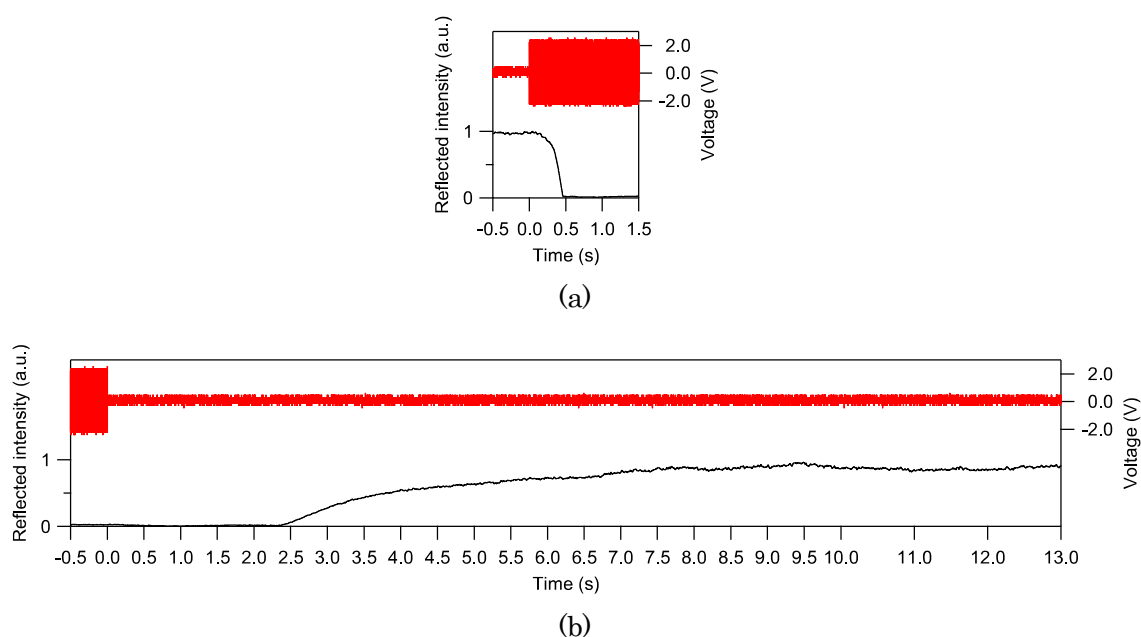 Reflected intensity (a.u.)
1
0
2.0
0.0
-2.0
Voltage (V)
-0.5 0.0 0.5 1.0 1.5
Time (s)
(a)
Reflected intensity (a.u.)
1
0
2.0
0.0
-2.0
Voltage (V)
-0.5 0.0 0.5 1.0 1.5 2.0 2.5 3.0 3.5 4.0 4.5 5.0 5.5 6.0 6.5 7.0 7.5 8.0 8.5 9.0 9.5 10.0 11.0 12.0 13.0
Time (s)
(b)